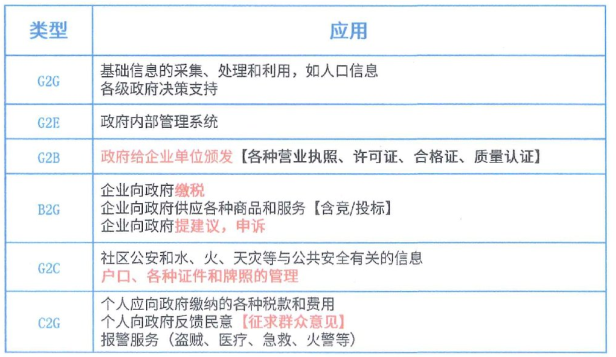 类型 应用
G2G 基础信息的采集、处理和利用，如人口信息
各级政府决策支持
G2E 政府内部管理系统
G2B 政府给企业单位颁发【各种营业执照、许可证、合格证、质量认证】
B2G 企业向政府缴税
企业向政府供应各种商品和服务【含竞/投标】
企业向政府提建议，申诉
G2C 社区公安和水、火、天灾等与公共安全有关的信息
户口、各种证件和牌照的管理
C2G 个人应向政府缴纳的各种税款和费用
个人向政府反馈民意【征求群众意见】
报警服务（盗贼、医疗、急救、火警等）